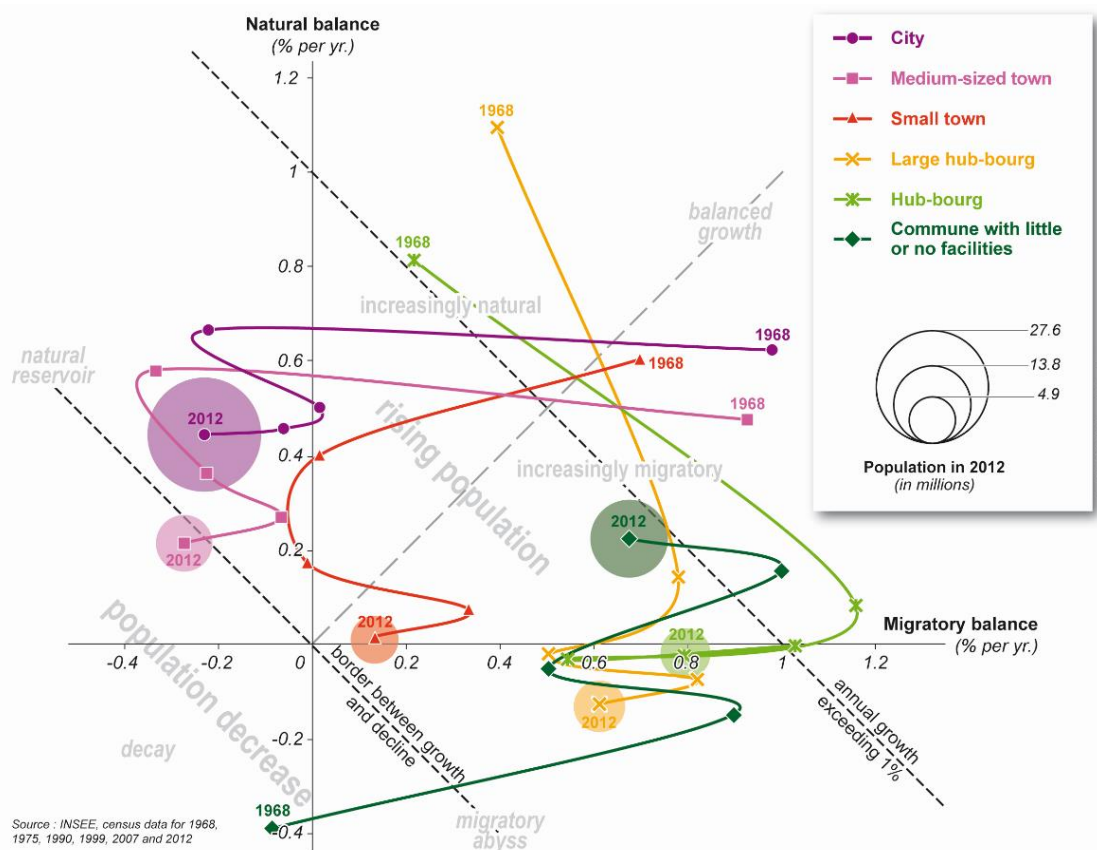 Natural balance
(% per yr.)
1.2
1
0.8
0.6
0.4
0.2
-0.2
-0.4
-0.4
-0.2
0
0.2
0.4
0.6
0.8
1
1.2
Migratory balance
(% per yr.)
1968
1968
1968
1968
1968
1968
2012
2012
2012
2012
2012
2012
balanced
growth
increasingly natural
natural
reservoir
rising population
increasingly migratory
population decrease
border between growth
and decline
annual growth
exceeding 1%
decay
migratory
abyss
City
Medium-sized town
Small town
Large hub-bourg
Hub-bourg
Commune with little
or no facilities
27.6
13.8
4.9
Population in 2012
(in millions)
Source : INSEE, census data for 1968,
1975, 1990, 1999, 2007 and 2012